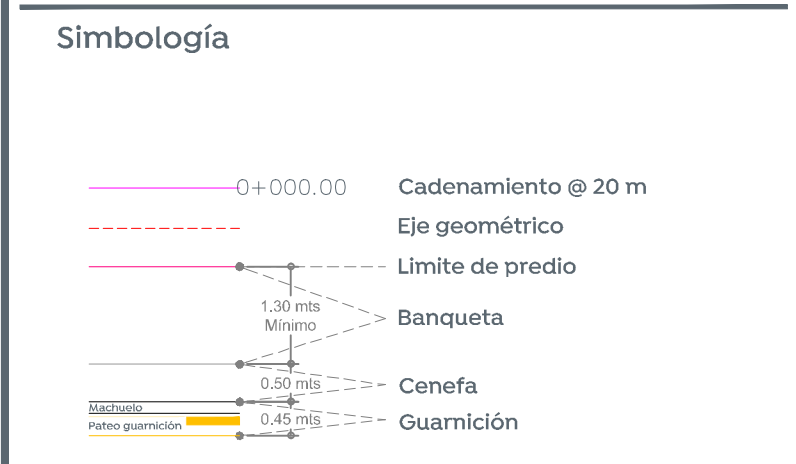 Simbología
0+000.00 Cadenamiento @ 20 m
Eje geométrico
Limite de predio
1.30 mts
Mínimo
Banqueta
0.50 mts Cenefa
Machuelo
Pateo guarnición 0.45 mts Guarnición